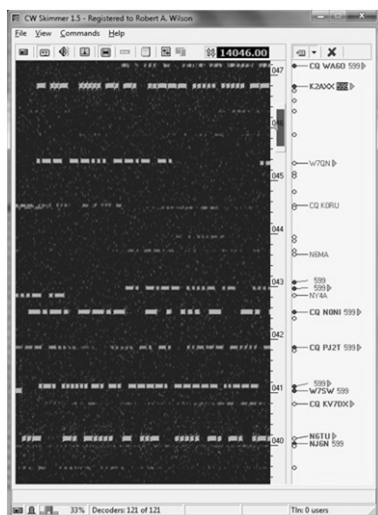 CW Skimmer 1.5 - Registered to Robert A. Wilson
File View Commands Help
14046.00
047 CQ WA6O 599
K2AXX
046
W7QN
045
CQ K0RU
044
N6MA
043 599
599
NY4A
CQ N0NI 599
042
CQ PJ2T 599
599
041 W7SW 599
CQ KV7DX
N6TU
040 NJ6N 599
33% Decoders: 121 of 121 Tln: 0 users